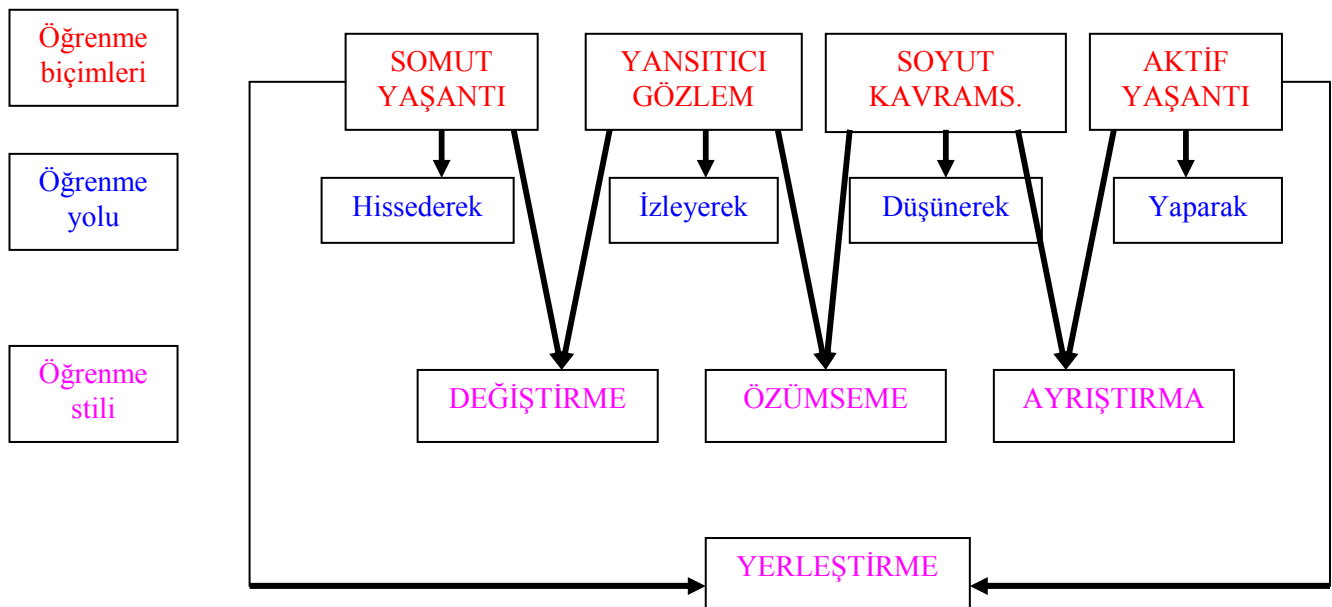 Öğrenme
biçimleri
SOMUT
YAŞANTI
YANSITICI
GÖZLEM
SOYUT
KAVRAMS.
AKTİF
YAŞANTI
Öğrenme
yolu
Hissederek
İzleyerek
Düşünerek
Yaparak
Öğrenme
stili
DEĞİŞTİRME
ÖZÜMSEME
AYRIŞTIRMA
YERLEŞTİRME